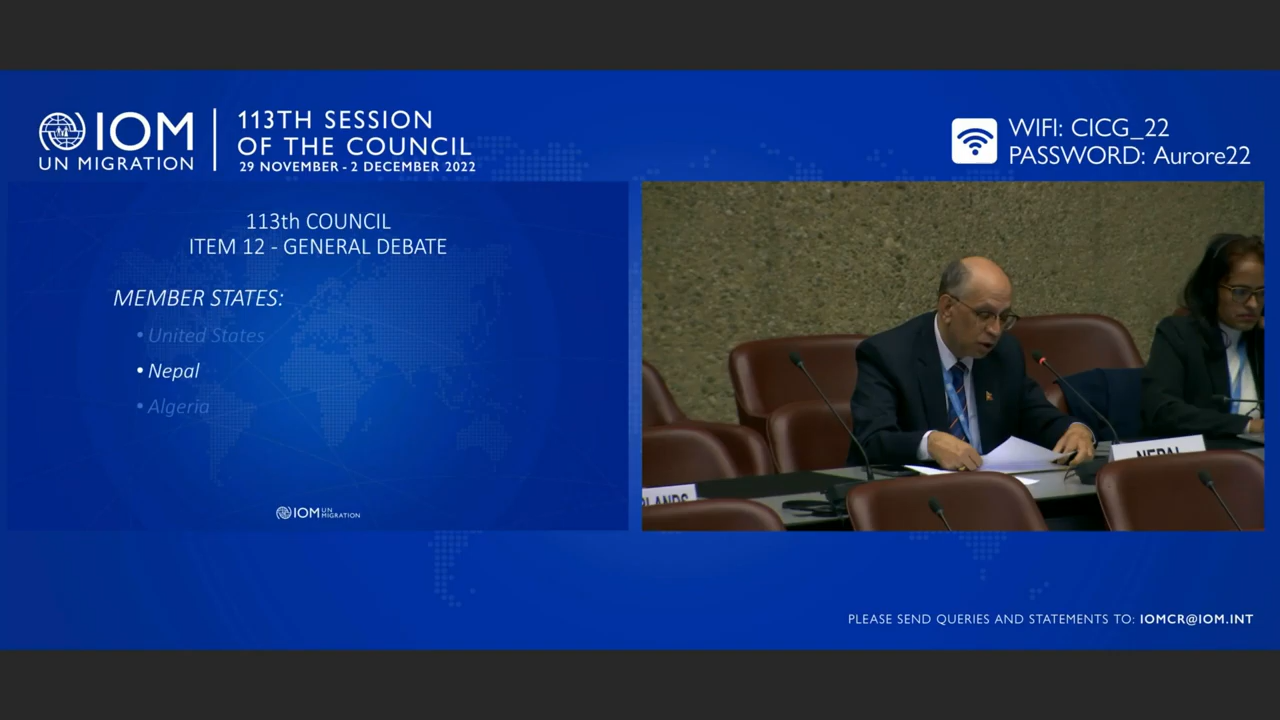 IOM
UN MIGRATION
113TH SESSION
OF THE COUNCIL
29 NOVEMBER - 2 DECEMBER 2022
WIFI: CICG_22
PASSWORD: Aurore22
113th COUNCIL
ITEM 12 - GENERAL DEBATE
MEMBER STATES:
• United States
• Nepal
• Algeria
IOM UN MIGRATION
LANDS
NEPAL
PLEASE SEND QUERIES AND STATEMENTS TO: IOMCR@IOM.INT